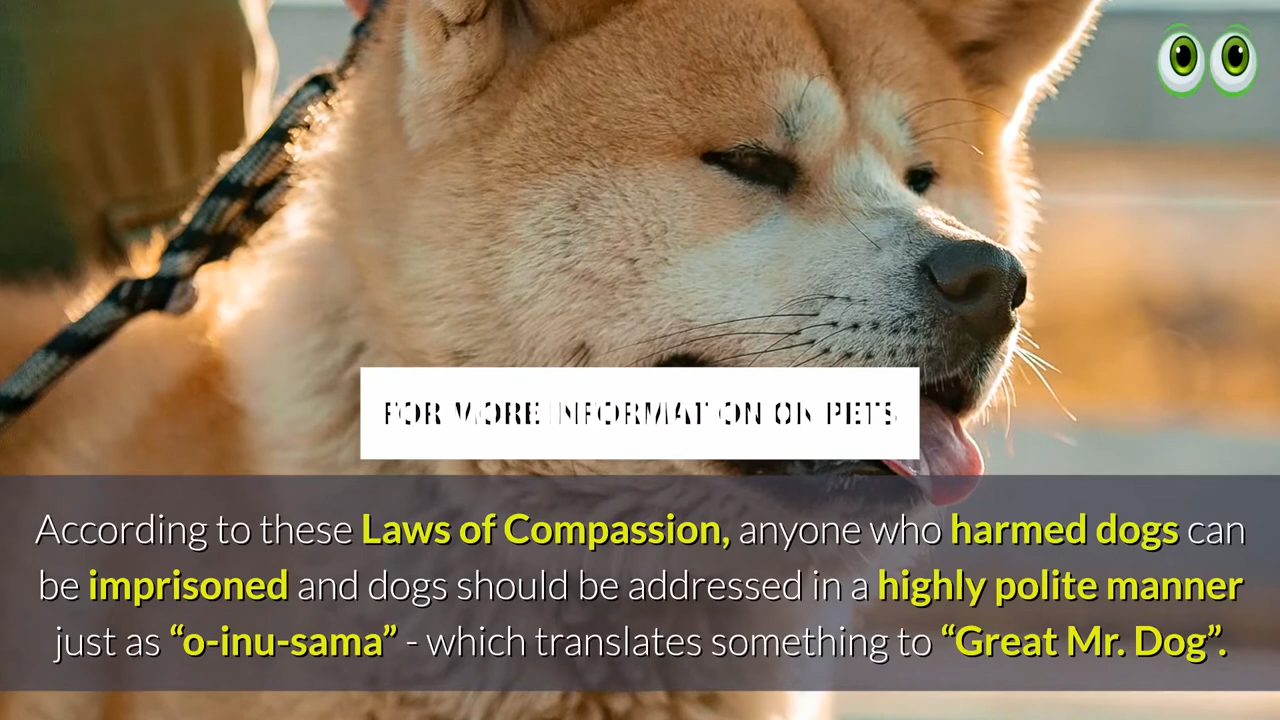 FOR MORE INFORMATION ON PETS
According to these Laws of Compassion, anyone who harmed dogs can
be imprisoned and dogs should be addressed in a highly polite manner
just as “o-inu-sama” - which translates something to “Great Mr. Dog”.